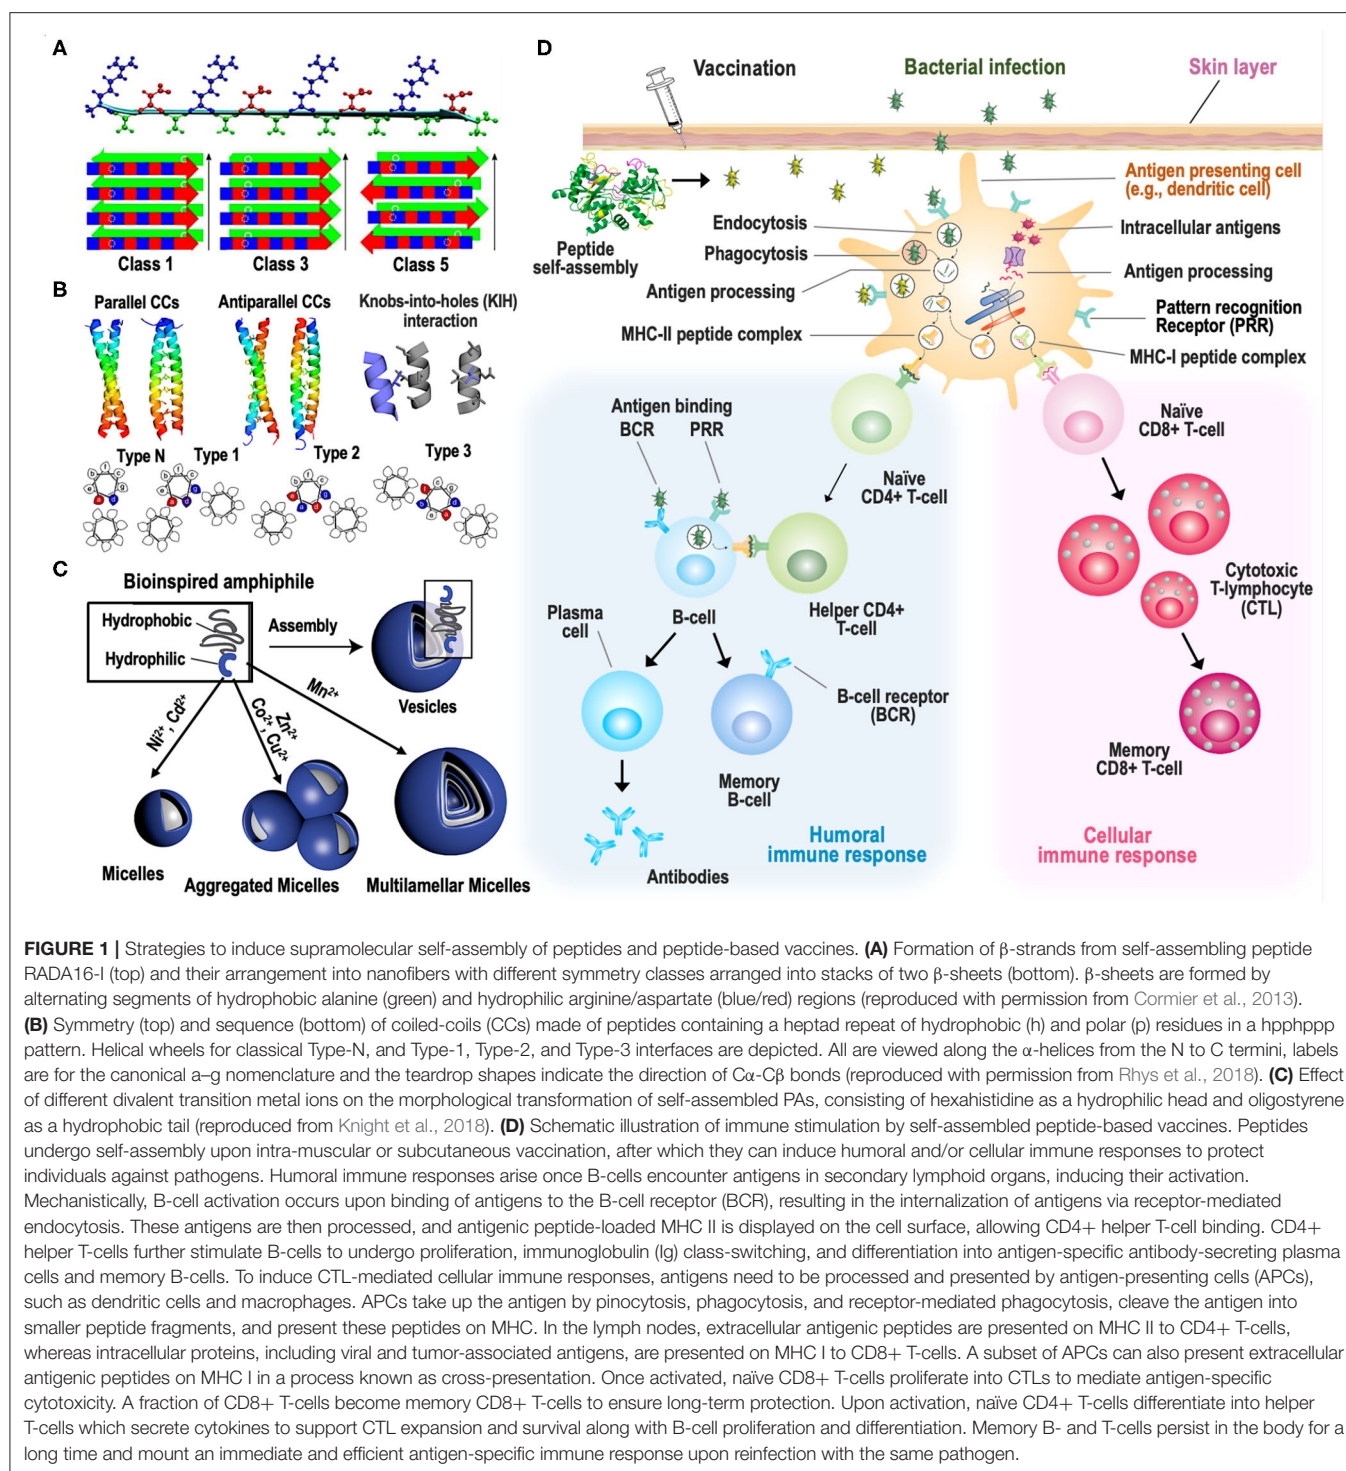 A
Class 1
Class 3
Class 5
B
Parallel CCs
Antiparallel CCs
Knobs-into-holes (KIH)
interaction
Type N
Type 1
Type 2
Type 3
C
Bioinspired amphiphile
Hydrophobic
Hydrophilic
Assembly
Vesicles
Ni²⁺, Cd²⁺
Zn²⁺
Co²⁺, Cu²⁺
Mn²⁺
Micelles
Aggregated Micelles
Multilamellar Micelles
D
Vaccination
Bacterial infection
Skin layer
Peptide
self-assembly
Antigen presenting cell
(e.g., dendritic cell)
Endocytosis
Phagocytosis
Antigen processing
MHC-II peptide complex
Intracellular antigens
Antigen processing
Pattern recognition
Receptor (PRR)
MHC-I peptide complex
Antigen binding
BCR
PRR
Naïve
CD4+ T-cell
Naïve
CD8+ T-cell
B-cell
Helper CD4+
T-cell
Plasma
cell
B-cell receptor
(BCR)
Memory
B-cell
Antibodies
Humoral
immune response
Cytotoxic
T-lymphocyte
(CTL)
Memory
CD8+ T-cell
Cellular
immune response
FIGURE 1 | Strategies to induce supramolecular self-assembly of peptides and peptide-based vaccines. (A) Formation of β-strands from self-assembling peptide
RADA16-I (top) and their arrangement into nanofibers with different symmetry classes arranged into stacks of two β-sheets (bottom). β-sheets are formed by
alternating segments of hydrophobic alanine (green) and hydrophilic arginine/aspartate (blue/red) regions (reproduced with permission from Cormier et al., 2013).
(B) Symmetry (top) and sequence (bottom) of coiled-coils (CCs) made of peptides containing a heptad repeat of hydrophobic (h) and polar (p) residues in a hpphppp
pattern. Helical wheels for classical Type-N, and Type-1, Type-2, and Type-3 interfaces are depicted. All are viewed along the α-helices from the N to C termini, labels
are for the canonical a–g nomenclature and the teardrop shapes indicate the direction of Cα-Cβ bonds (reproduced with permission from Rhys et al., 2018). (C) Effect
of different divalent transition metal ions on the morphological transformation of self-assembled PAs, consisting of hexahistidine as a hydrophilic head and oligostyrene
as a hydrophobic tail (reproduced from Knight et al., 2018). (D) Schematic illustration of immune stimulation by self-assembled peptide-based vaccines. Peptides
undergo self-assembly upon intra-muscular or subcutaneous vaccination, after which they can induce humoral and/or cellular immune responses to protect
individuals against pathogens. Humoral immune responses arise once B-cells encounter antigens in secondary lymphoid organs, inducing their activation.
Mechanistically, B-cell activation occurs upon binding of antigens to the B-cell receptor (BCR), resulting in the internalization of antigens via receptor-mediated
endocytosis. These antigens are then processed, and antigenic peptide-loaded MHC II is displayed on the cell surface, allowing CD4+ helper T-cell binding. CD4+
helper T-cells further stimulate B-cells to undergo proliferation, immunoglobulin (Ig) class-switching, and differentiation into antigen-specific antibody-secreting plasma
cells and memory B-cells. To induce CTL-mediated cellular immune responses, antigens need to be processed and presented by antigen-presenting cells (APCs),
such as dendritic cells and macrophages. APCs take up the antigen by pinocytosis, phagocytosis, and receptor-mediated phagocytosis, cleave the antigen into
smaller peptide fragments, and present these peptides on MHC. In the lymph nodes, extracellular antigenic peptides are presented on MHC II to CD4+ T-cells,
whereas intracellular proteins, including viral and tumor-associated antigens, are presented on MHC I to CD8+ T-cells. A subset of APCs can also present extracellular
antigenic peptides on MHC I in a process known as cross-presentation. Once activated, naïve CD8+ T-cells proliferate into CTLs to mediate antigen-specific
cytotoxicity. A fraction of CD8+ T-cells become memory CD8+ T-cells to ensure long-term protection. Upon activation, naïve CD4+ T-cells differentiate into helper
T-cells which secrete cytokines to support CTL expansion and survival along with B-cell proliferation and differentiation. Memory B- and T-cells persist in the body for a
long time and mount an immediate and efficient antigen-specific immune response upon reinfection with the same pathogen.